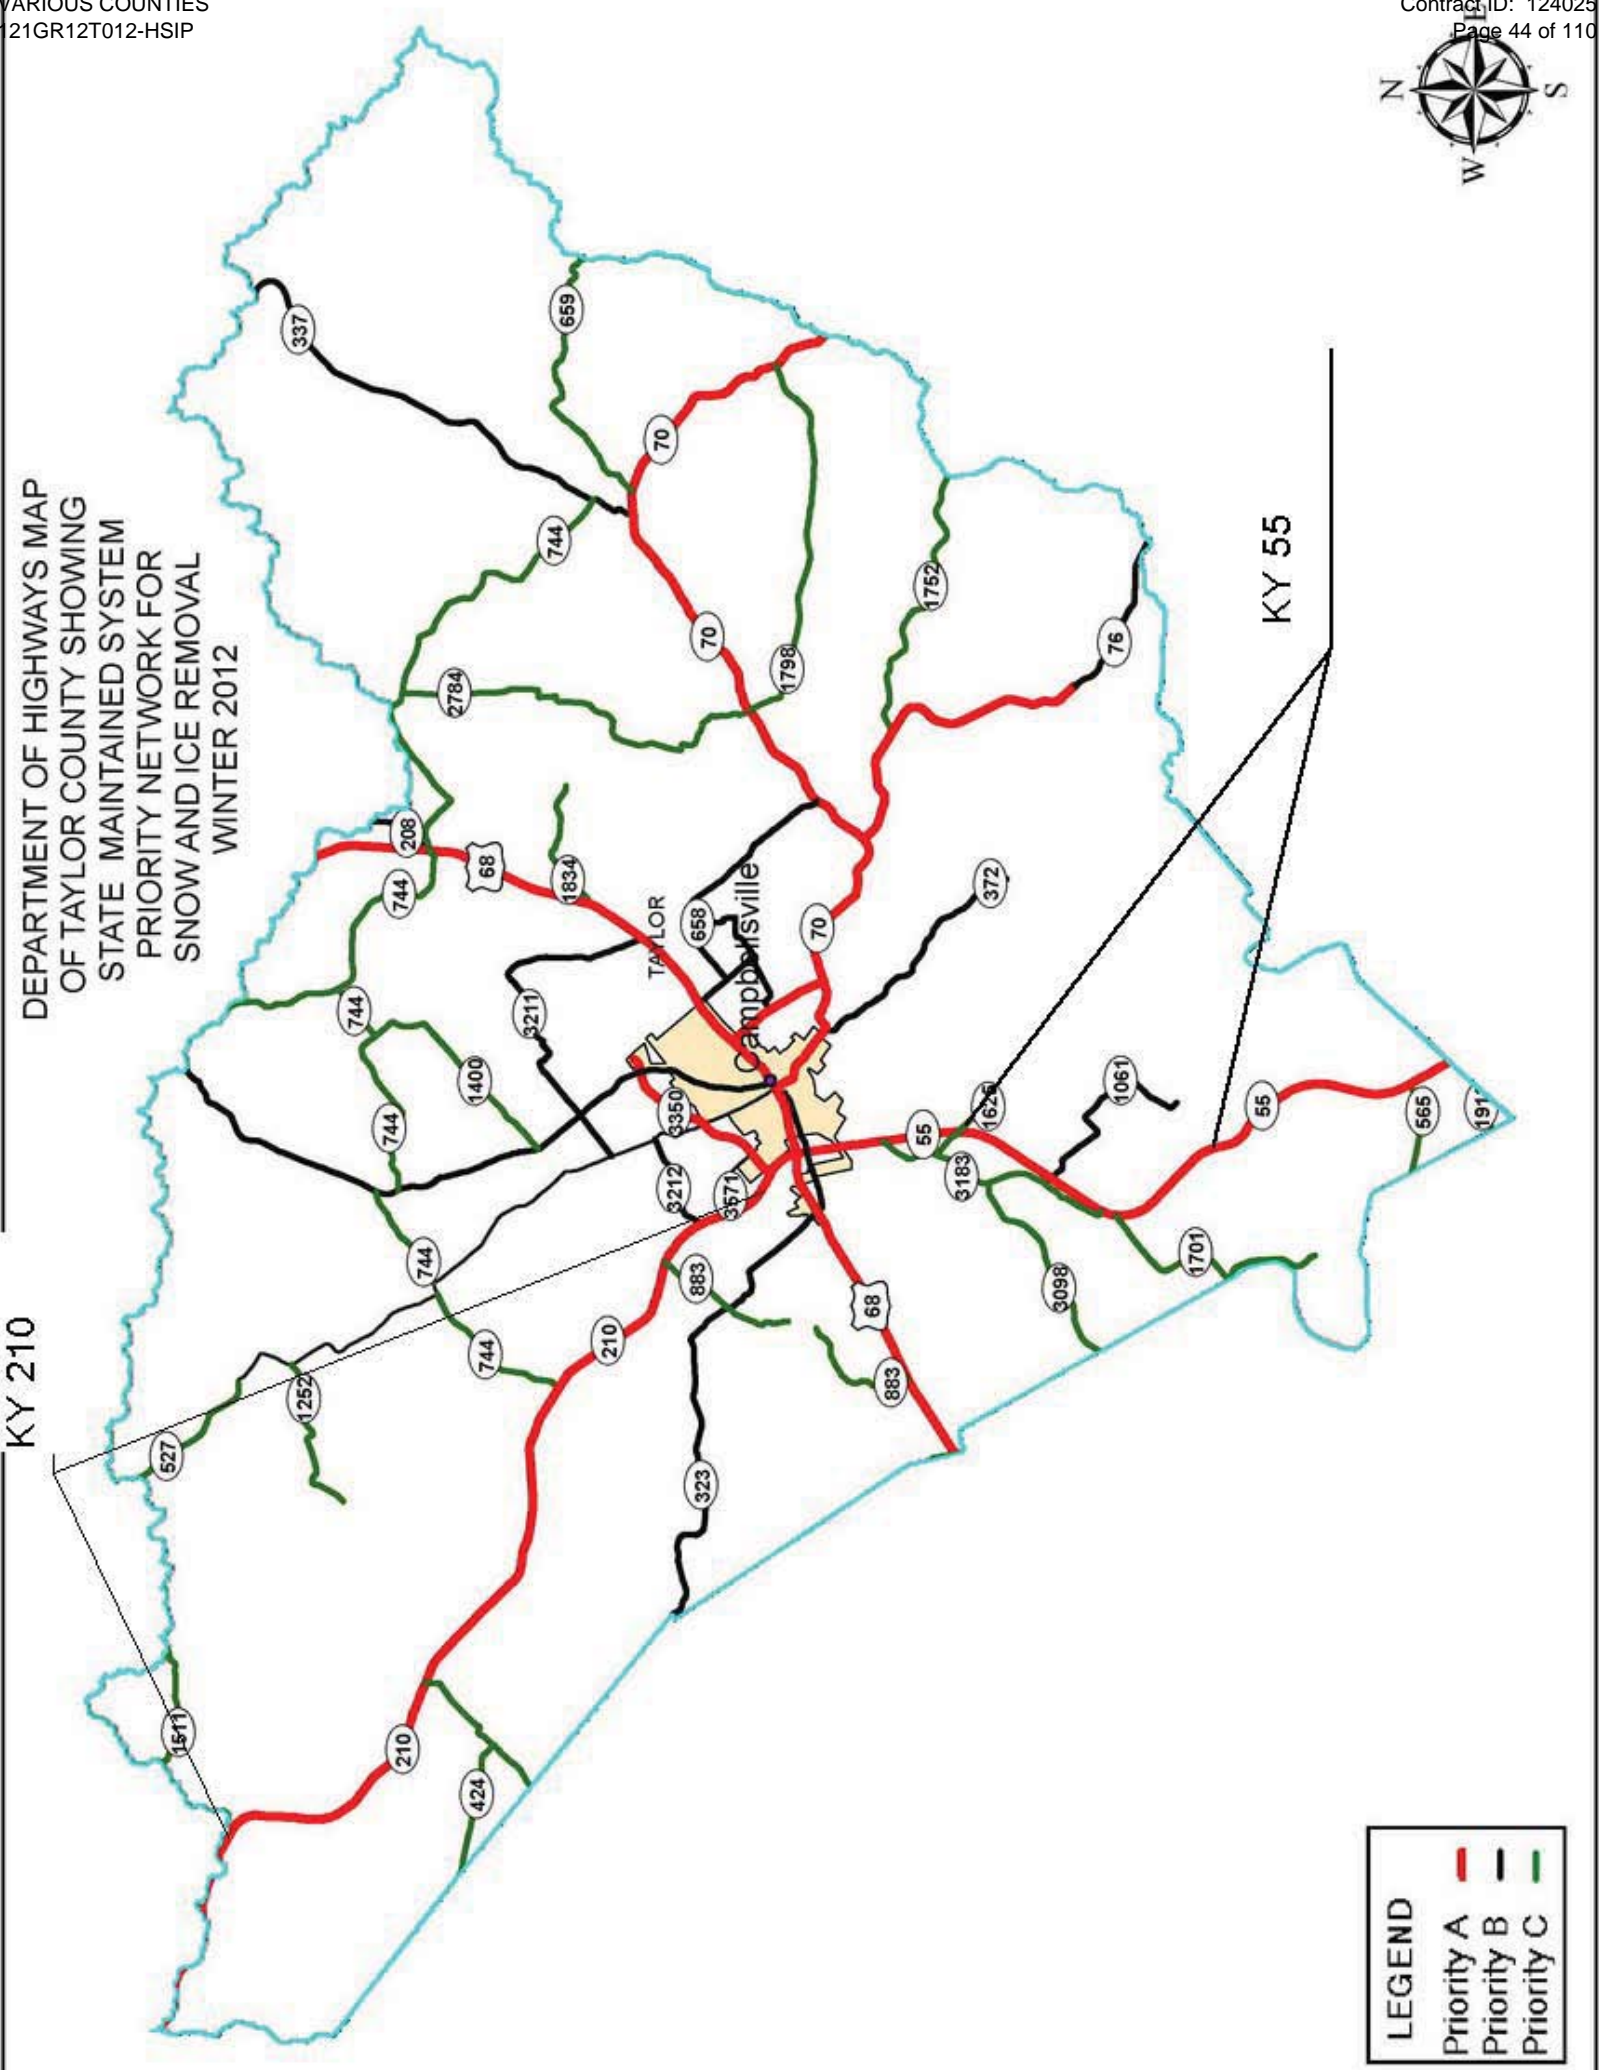 VARIOUS COUNTIES
121GR12T012-HSIP
Contract ID: 124025
Page 44 of 110
DEPARTMENT OF HIGHWAYS MAP
OF TAYLOR COUNTY SHOWING
STATE MAINTAINED SYSTEM
PRIORITY NETWORK FOR
SNOW AND ICE REMOVAL
WINTER 2012
N
E
S
W
KY 210
KY 55
337
659
70
744
70
2784
1798
1752
76
208
68
744
1834
TAYLOR
658
Campbellsville
70
372
744
3211
1400
744
3350
3212
3571
55
1625
3183
1061
55
565
191
744
883
68
3098
1701
744
210
883
527
1252
323
1511
210
424
LEGEND
Priority A
Priority B
Priority C